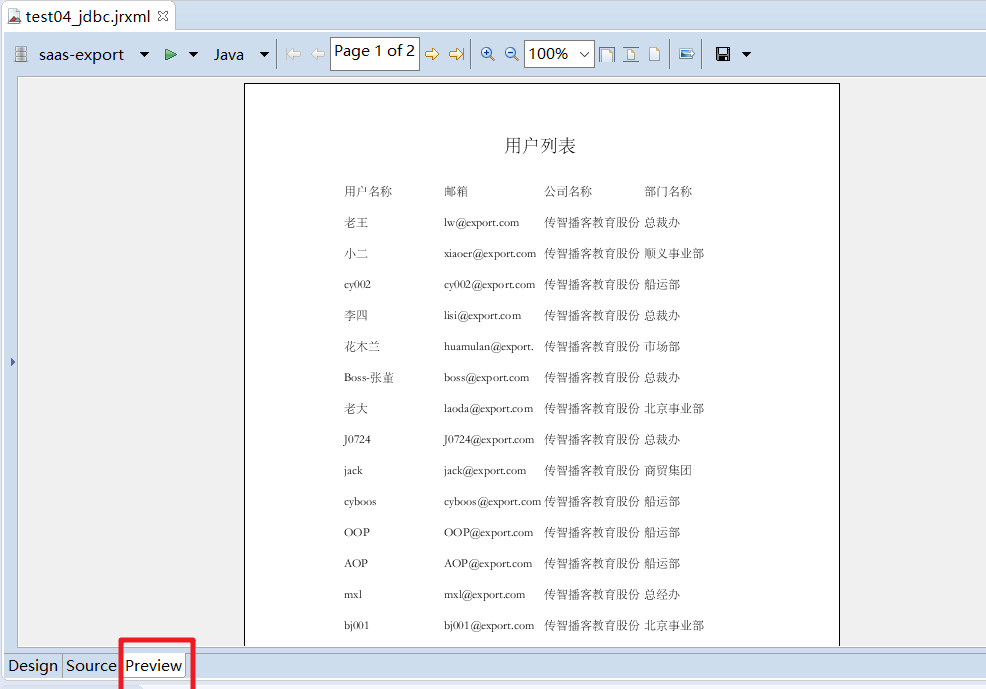 test04_jdbc.jrxml
saas-export Java Page 1 of 2 100%
用户列表
用户名称 邮箱 公司名称 部门名称
老王 lw@export.com 传智播客教育股份 总裁办
小二 xiaoer@export.com 传智播客教育股份 顺义事业部
cy002 cy002@export.com 传智播客教育股份 船运部
李四 lisi@export.com 传智播客教育股份 总裁办
花木兰 huamulan@export. 传智播客教育股份 市场部
Boss-张董 boss@export.com 传智播客教育股份 总裁办
老大 laoda@export.com 传智播客教育股份 北京事业部
J0724 J0724@export.com 传智播客教育股份 总裁办
jack jack@export.com 传智播客教育股份 商贸集团
cyboos cyboos@export.com 传智播客教育股份 船运部
OOP OOP@export.com 传智播客教育股份 船运部
AOP AOP@export.com 传智播客教育股份 船运部
mxl mxl@export.com 传智播客教育股份 总经办
bj001 bj001@export.com 传智播客教育股份 北京事业部
Design Source Preview